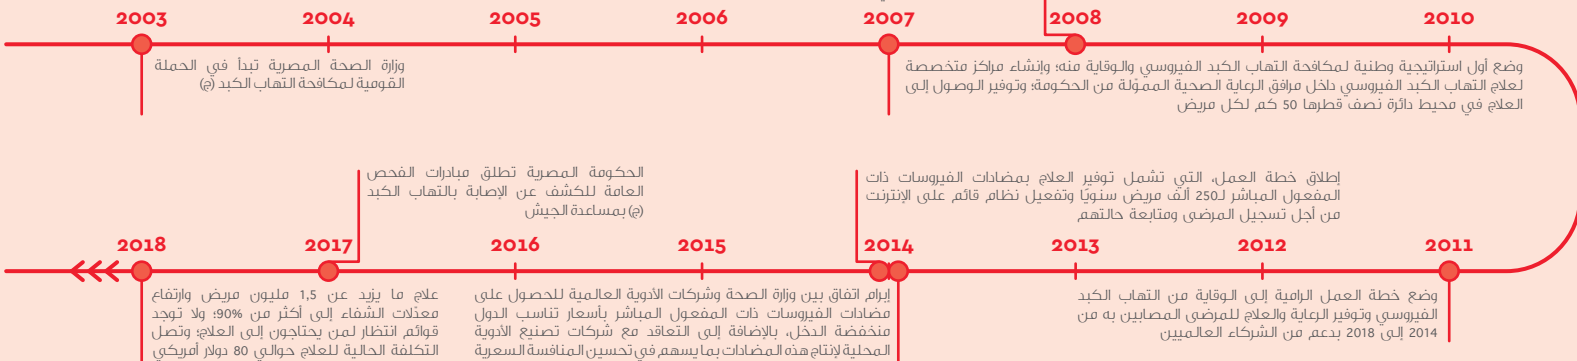 2003 2004 2005 2006 2007 2008 2009 2010
وزارة الصحة المصرية تبدأ في الحملة
القومية لمكافحة التهاب الكبد (ج)
وضع أول استراتيجية وطنية لمكافحة التهاب الكبد الفيروسي والوقاية منه؛ وإنشاء مراكز متخصصة
لعلاج التهاب الكبد الفيروسي داخل مرافق الرعاية الصحية الممولة من الحكومة؛ وتوفير الوصول إلى
العلاج في محيط دائرة نصف قطرها 50 كم لكل مريض
إطلاق خطة العمل، التي تشمل توفير العلاج بمضادات الفيروسات ذات
المفعول المباشر لـ250 ألف مريض سنويًا وتفعيل نظام قائم على الإنترنت
من أجل تسجيل المرضى ومتابعة حالتهم
الحكومة المصرية تطلق مبادرات الفحص
العامة للكشف عن الإصابة بالتهاب الكبد
(ج) بمساعدة الجيش
2018 2017 2016 2015 2014 2013 2012 2011
وضع خطة العمل الرامية إلى الوقاية من التهاب الكبد
الفيروسي وتوفير الرعاية والعلاج للمرضى المصابين به من
2014 إلى 2018 بدعم من الشركاء العالميين
إبرام اتفاق بين وزارة الصحة وشركات الأدوية العالمية للحصول على
مضادات الفيروسات ذات المفعول المباشر بأسعار تناسب الدول
منخفضة الدخل، بالإضافة إلى التعاقد مع شركات تصنيع الأدوية
المحلية لإنتاج هذه المضادات بما يسهم في تحسين المنافسة السعرية
علاج ما يزيد عن 1,5 مليون مريض وارتفاع
معدّلات الشفاء إلى أكثر من 90%؛ ولا توجد
قوائم انتظار لمن يحتاجون إلى العلاج؛ وتصل
التكلفة الحالية للعلاج حوالي 80 دولار أمريكي